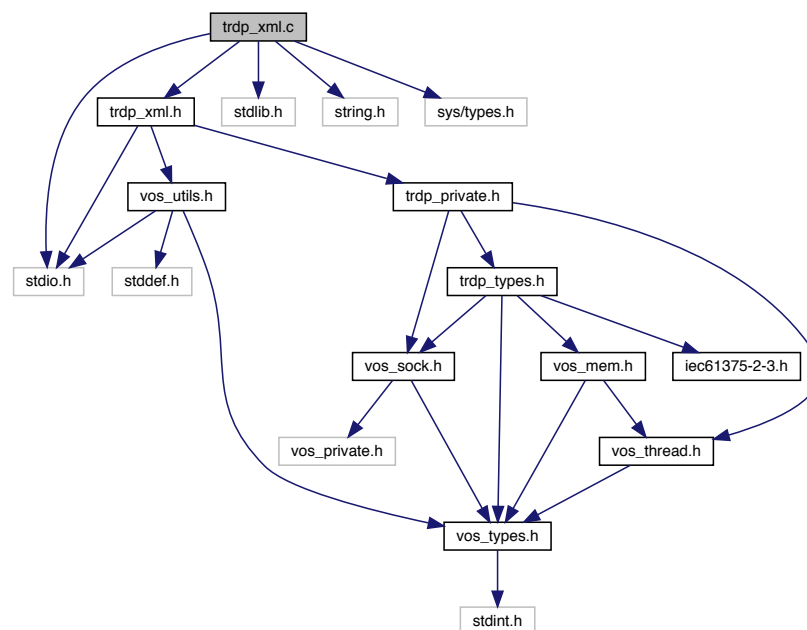 trdp_xml.c
trdp_xml.h
stdlib.h
string.h
sys/types.h
vos_utils.h
trdp_private.h
stdio.h
stddef.h
trdp_types.h
vos_sock.h
vos_mem.h
iec61375-2-3.h
vos_private.h
vos_thread.h
vos_types.h
stdint.h